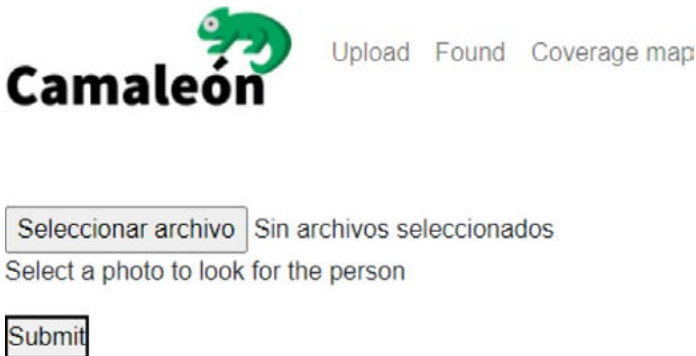 Camaleón
Upload Found Coverage map
Seleccionar archivo Sin archivos seleccionados
Select a photo to look for the person
Submit